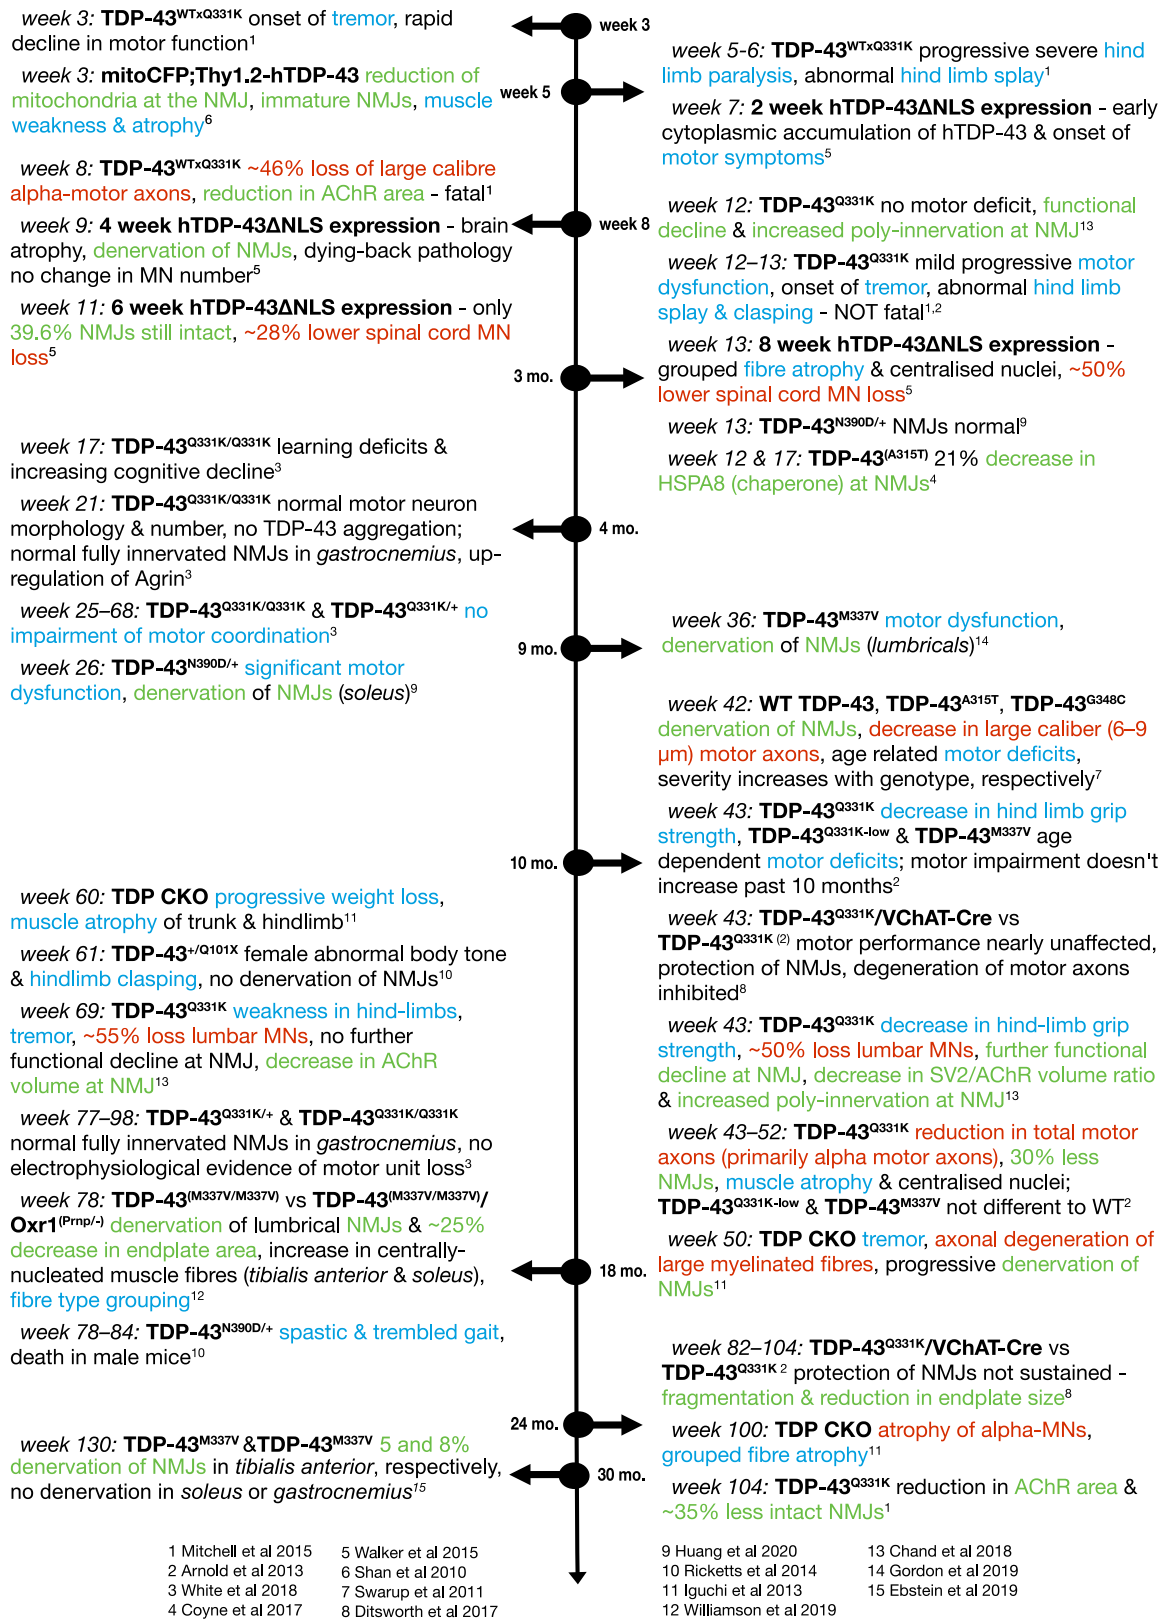 week 3: TDP-43WTxQ331K onset of tremor, rapid
decline in motor function1
week 3: mitoCFP;Thy1.2-hTDP-43 reduction of
mitochondria at the NMJ, immature NMJs, muscle
weakness & atrophy6
week 8: TDP-43WTxQ331K ~46% loss of large calibre
alpha-motor axons, reduction in AChR area - fatal1
week 9: 4 week hTDP-43ΔNLS expression - brain
atrophy, denervation of NMJs, dying-back pathology
no change in MN number5
week 11: 6 week hTDP-43ΔNLS expression - only
39.6% NMJs still intact, ~28% lower spinal cord MN
loss5
week 17: TDP-43Q331K/Q331K learning deficits &
increasing cognitive decline3
week 21: TDP-43Q331K/Q331K normal motor neuron
morphology & number, no TDP-43 aggregation;
normal fully innervated NMJs in gastrocnemius, up-
regulation of Agrin3
week 25–68: TDP-43Q331K/Q331K & TDP-43Q331K/+ no
impairment of motor coordination3
week 26: TDP-43N390D/+ significant motor
dysfunction, denervation of NMJs (soleus)9
week 60: TDP CKO progressive weight loss,
muscle atrophy of trunk & hindlimb11
week 61: TDP-43+/Q101X female abnormal body tone
& hindlimb clasping, no denervation of NMJs10
week 69: TDP-43Q331K weakness in hind-limbs,
tremor, ~55% loss lumbar MNs, no further
functional decline at NMJ, decrease in AChR
volume at NMJ13
week 77–98: TDP-43Q331K/+ & TDP-43Q331K/Q331K
normal fully innervated NMJs in gastrocnemius, no
electrophysiological evidence of motor unit loss3
week 78: TDP-43(M337V/M337V) vs TDP-43(M337V/M337V)/
Oxr1(Prnp/-) denervation of lumbrical NMJs & ~25%
decrease in endplate area, increase in centrally-
nucleated muscle fibres (tibialis anterior & soleus),
fibre type grouping12
week 78–84: TDP-43N390D/+ spastic & trembled gait,
death in male mice10
week 130: TDP-43M337V &TDP-43M337V 5 and 8%
denervation of NMJs in tibialis anterior, respectively,
no denervation in soleus or gastrocnemius15
week 3
week 5
week 8
3 mo.
4 mo.
9 mo.
10 mo.
18 mo.
24 mo.
30 mo.
week 5-6: TDP-43WTxQ331K progressive severe hind
limb paralysis, abnormal hind limb splay1
week 7: 2 week hTDP-43ΔNLS expression - early
cytoplasmic accumulation of hTDP-43 & onset of
motor symptoms5
week 12: TDP-43Q331K no motor deficit, functional
decline & increased poly-innervation at NMJ13
week 12–13: TDP-43Q331K mild progressive motor
dysfunction, onset of tremor, abnormal hind limb
splay & clasping - NOT fatal1,2
week 13: 8 week hTDP-43ΔNLS expression -
grouped fibre atrophy & centralised nuclei, ~50%
lower spinal cord MN loss5
week 13: TDP-43N390D/+ NMJs normal9
week 12 & 17: TDP-43(A315T) 21% decrease in
HSPA8 (chaperone) at NMJs4
week 36: TDP-43M337V motor dysfunction,
denervation of NMJs (lumbricals)14
week 42: WT TDP-43, TDP-43A315T, TDP-43G348C
denervation of NMJs, decrease in large caliber (6–9
μm) motor axons, age related motor deficits,
severity increases with genotype, respectively7
week 43: TDP-43Q331K decrease in hind limb grip
strength, TDP-43Q331K-low & TDP-43M337V age
dependent motor deficits; motor impairment doesn't
increase past 10 months2
week 43: TDP-43Q331K/VChAT-Cre vs
TDP-43Q331K (2) motor performance nearly unaffected,
protection of NMJs, degeneration of motor axons
inhibited8
week 43: TDP-43Q331K decrease in hind-limb grip
strength, ~50% loss lumbar MNs, further functional
decline at NMJ, decrease in SV2/AChR volume ratio
& increased poly-innervation at NMJ13
week 43–52: TDP-43Q331K reduction in total motor
axons (primarily alpha motor axons), 30% less
NMJs, muscle atrophy & centralised nuclei;
TDP-43Q331K-low & TDP-43M337V not different to WT2
week 50: TDP CKO tremor, axonal degeneration of
large myelinated fibres, progressive denervation of
NMJs11
week 82–104: TDP-43Q331K/VChAT-Cre vs
TDP-43Q331K 2 protection of NMJs not sustained -
fragmentation & reduction in endplate size8
week 100: TDP CKO atrophy of alpha-MNs,
grouped fibre atrophy11
week 104: TDP-43Q331K reduction in AChR area &
~35% less intact NMJs1
1 Mitchell et al 2015
2 Arnold et al 2013
3 White et al 2018
4 Coyne et al 2017
5 Walker et al 2015
6 Shan et al 2010
7 Swarup et al 2011
8 Ditsworth et al 2017
9 Huang et al 2020
10 Ricketts et al 2014
11 Iguchi et al 2013
12 Williamson et al 2019
13 Chand et al 2018
14 Gordon et al 2019
15 Ebstein et al 2019